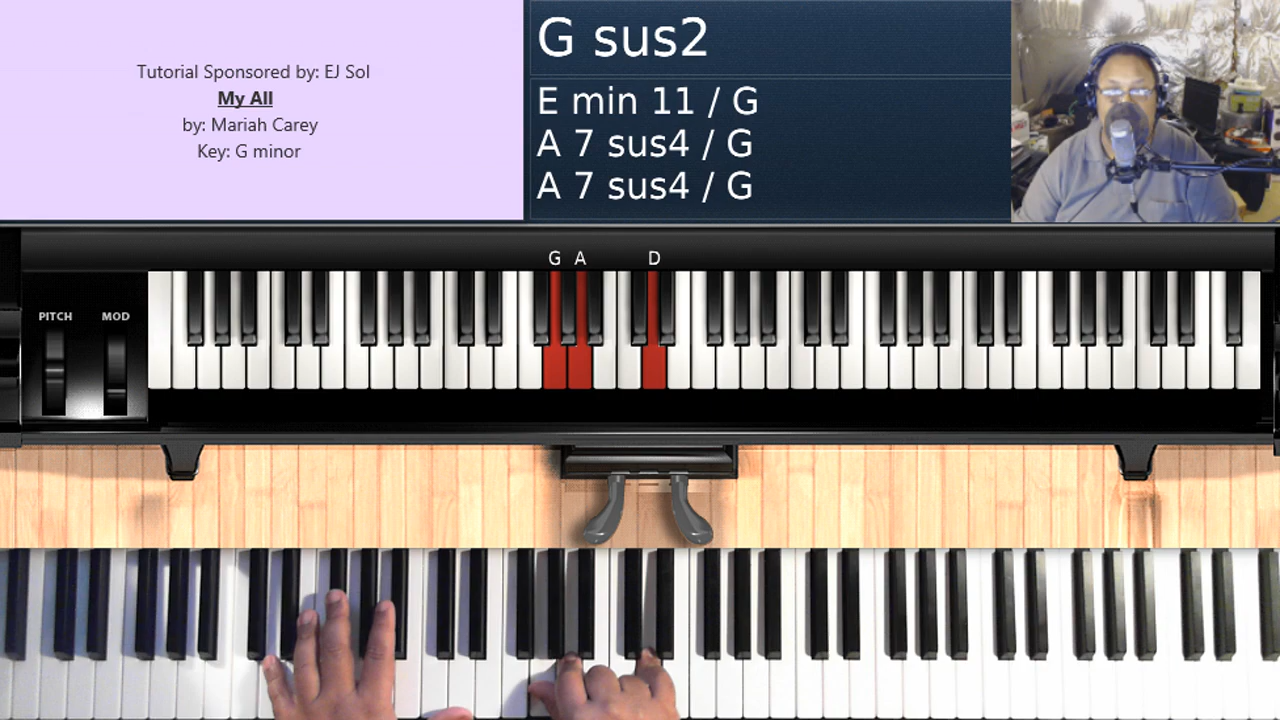 Tutorial Sponsored by: EJ Sol
My All
by: Mariah Carey
Key: G minor
G sus2
E min 11 / G
A 7 sus4 / G
A 7 sus4 / G
G A D
PITCH MOD